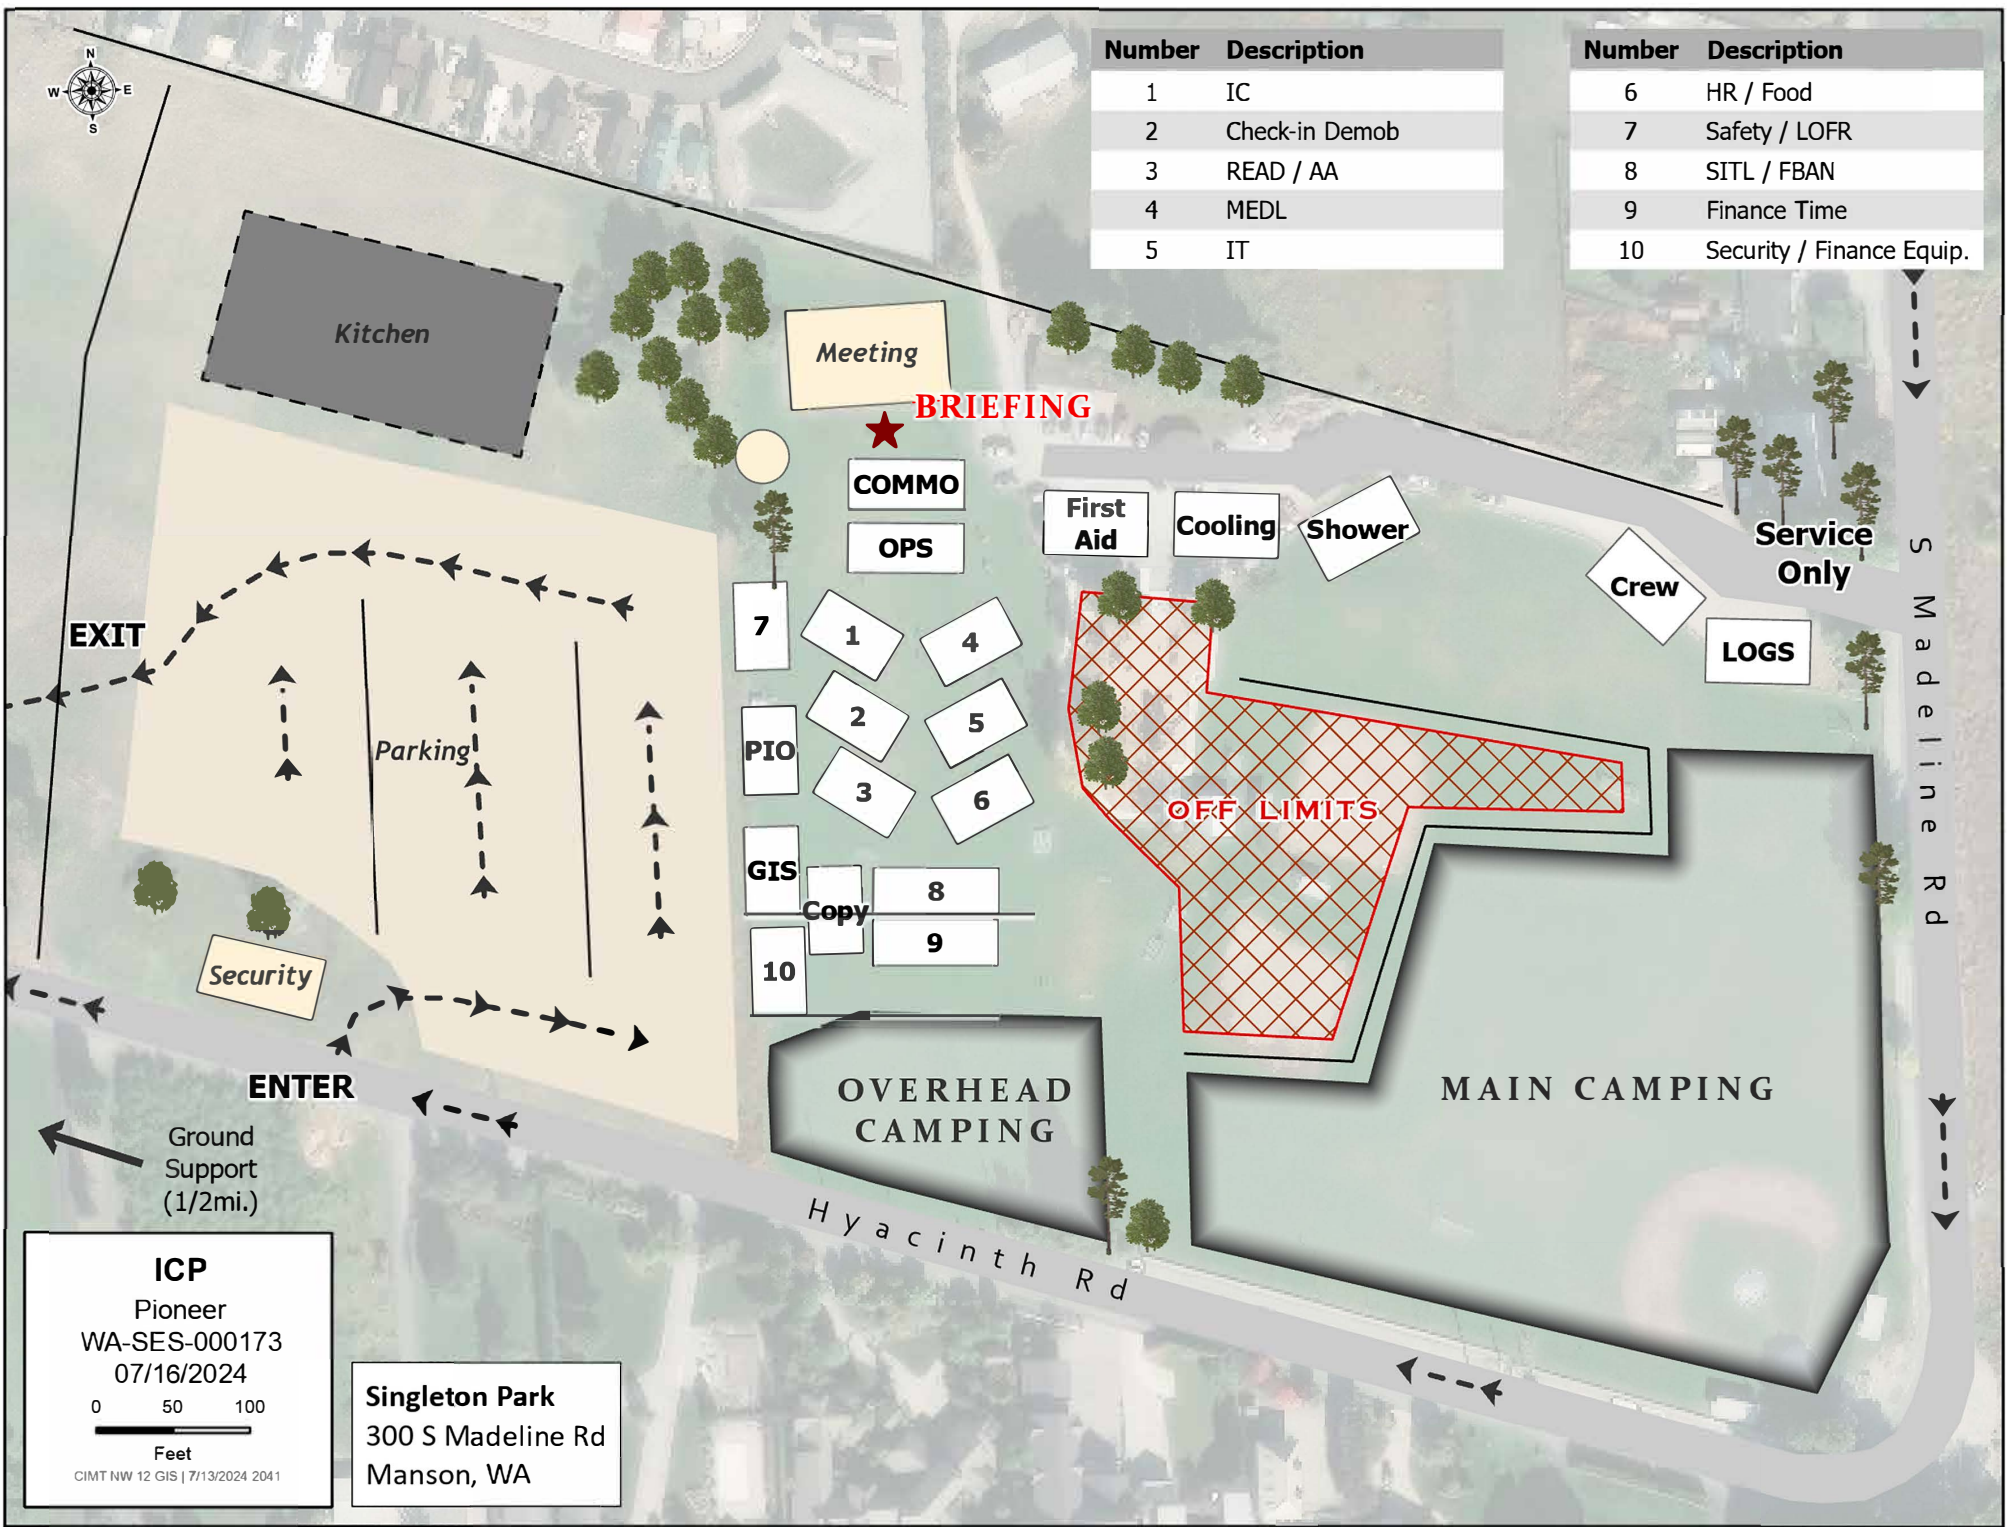 N
W E
S
Number Description
1 IC
2 Check-in Demob
3 READ / AA
4 MEDL
5 IT
Number Description
6 HR / Food
7 Safety / LOFR
8 SITL / FBAN
9 Finance Time
10 Security / Finance Equip.
Kitchen
Meeting
BRIEFING
COMMO
OPS
First
Aid
Cooling
Shower
Crew
LOGS
Service
Only
S Madeline Rd
EXIT
Parking
7
1
4
2
5
PIO
3
6
OFF LIMITS
GIS
Copy
8
9
10
Security
ENTER
OVERHEAD
CAMPING
MAIN CAMPING
Hyacinth Rd
Ground
Support
(1/2mi.)
ICP
Pioneer
WA-SES-000173
07/16/2024
0 50 100
Feet
CIMT NW 12 GIS | 7/13/2024 2041
Singleton Park
300 S Madeline Rd
Manson, WA